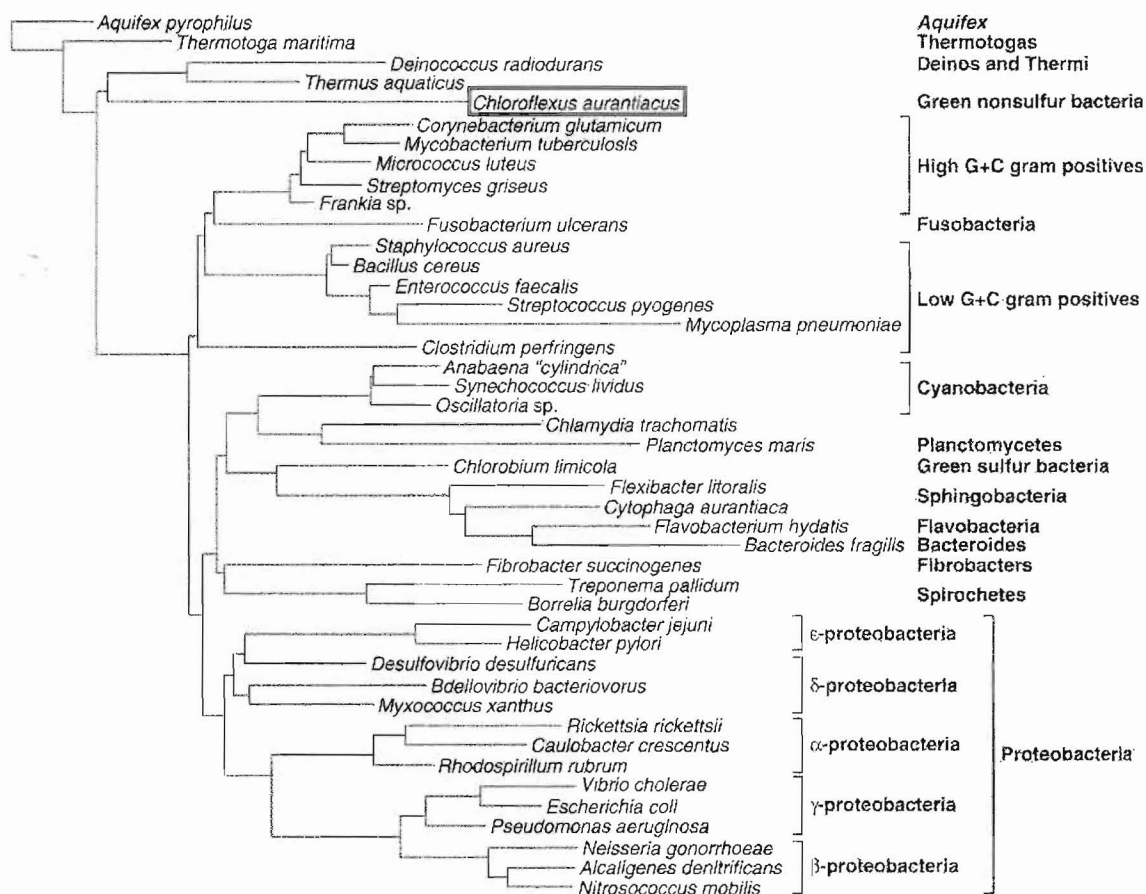 Aquifex pyrophilus Aquifex
Thermotoga maritima Thermotogas
Deinococcus radiodurans Deinos and Thermi
Thermus aquaticus
Chloroflexus aurantiacus Green nonsulfur bacteria
Corynebacterium glutamicum
Mycobacterium tuberculosis
Micrococcus luteus High G+C gram positives
Streptomyces griseus
Frankia sp.
Fusobacterium ulcerans Fusobacteria
Staphylococcus aureus
Bacillus cereus
Enterococcus faecalis
Streptococcus pyogenes Low G+C gram positives
Mycoplasma pneumoniae
Clostridium perfringens
Anabaena "cylindrica"
Synechococcus lividus Cyanobacteria
Oscillatoria sp.
Chlamydia trachomatis
Planctomyces maris Planctomycetes
Chlorobium limicola Green sulfur bacteria
Flexibacter litoralis
Cytophaga aurantiaca Sphingobacteria
Flavobacterium hydatis Flavobacteria
Bacteroides fragilis Bacteroides
Fibrobacter succinogenes Fibrobacters
Treponema pallidum
Borrelia burgdorferi Spirochetes
Campylobacter jejuni ε-proteobacteria
Helicobacter pylori
Desulfovibrio desulfuricans
Bdellovibrio bacteriovorus δ-proteobacteria
Myxococcus xanthus
Rickettsia rickettsii
Caulobacter crescentus α-proteobacteria
Rhodospirillum rubrum Proteobacteria
Vibrio cholerae
Escherichia coli γ-proteobacteria
Pseudomonas aeruginosa
Neisseria gonorrhoeae
Alcaligenes denitrificans β-proteobacteria
Nitrosococcus mobilis